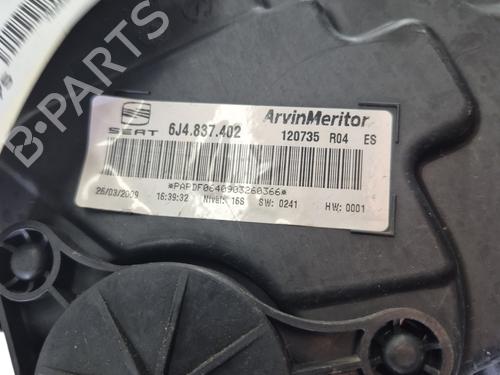 SEAT
6J4.837.402
ArvinMeritor
120735 R04 ES
*PAPDF0640903260366*
26/03/2009 16:39:32 Nivel: 16S SW: 0241 HW: 0001
B-PARTS